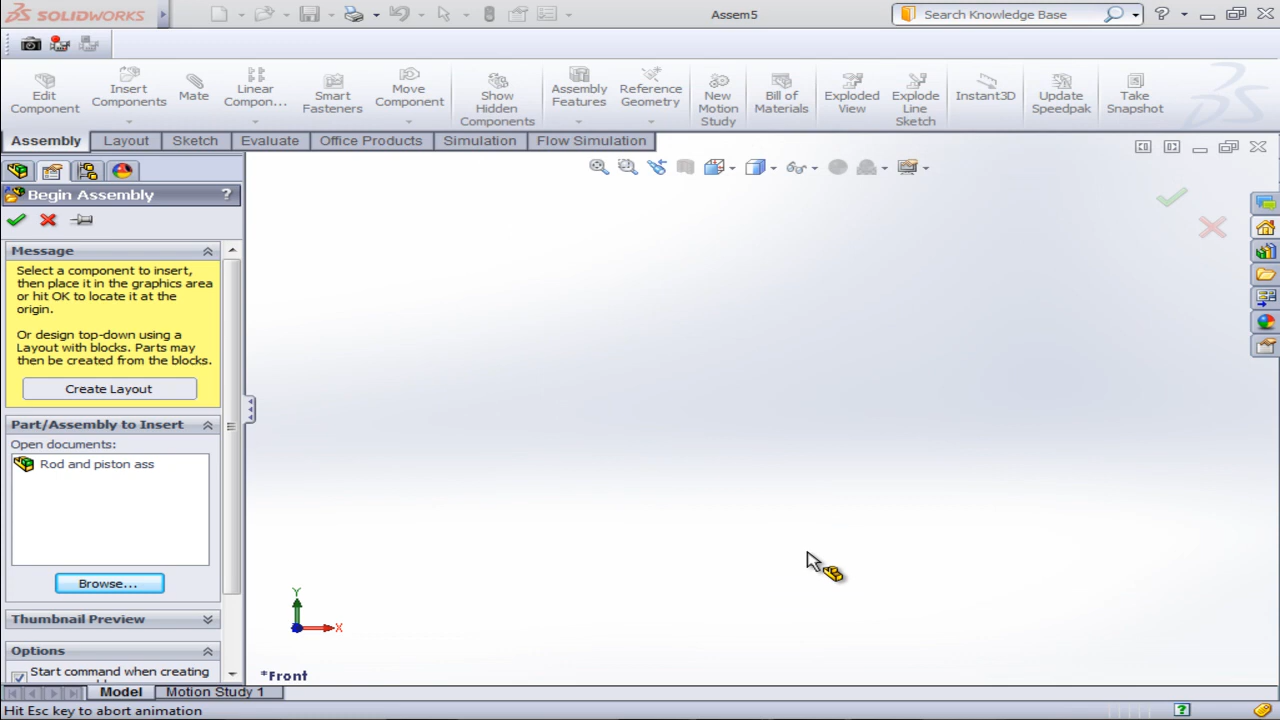 SOLIDWORKS
Assem5
Search Knowledge Base
Edit
Component
Insert
Components
Mate
Linear
Compon...
Smart
Fasteners
Move
Component
Show
Hidden
Components
Assembly
Features
Reference
Geometry
New
Motion
Study
Bill of
Materials
Exploded
View
Explode
Line
Sketch
Instant3D
Update
Speedpak
Take
Snapshot
Assembly
Layout
Sketch
Evaluate
Office Products
Simulation
Flow Simulation
Begin Assembly
?
Message
Select a component to insert,
then place it in the graphics area
or hit OK to locate it at the
origin.
Or design top-down using a
Layout with blocks. Parts may
then be created from the blocks.
Create Layout
Part/Assembly to Insert
Open documents:
Rod and piston ass
Browse...
Thumbnail Preview
Options
Start command when creating
Y
X
*Front
Model
Motion Study 1
Hit Esc key to abort animation